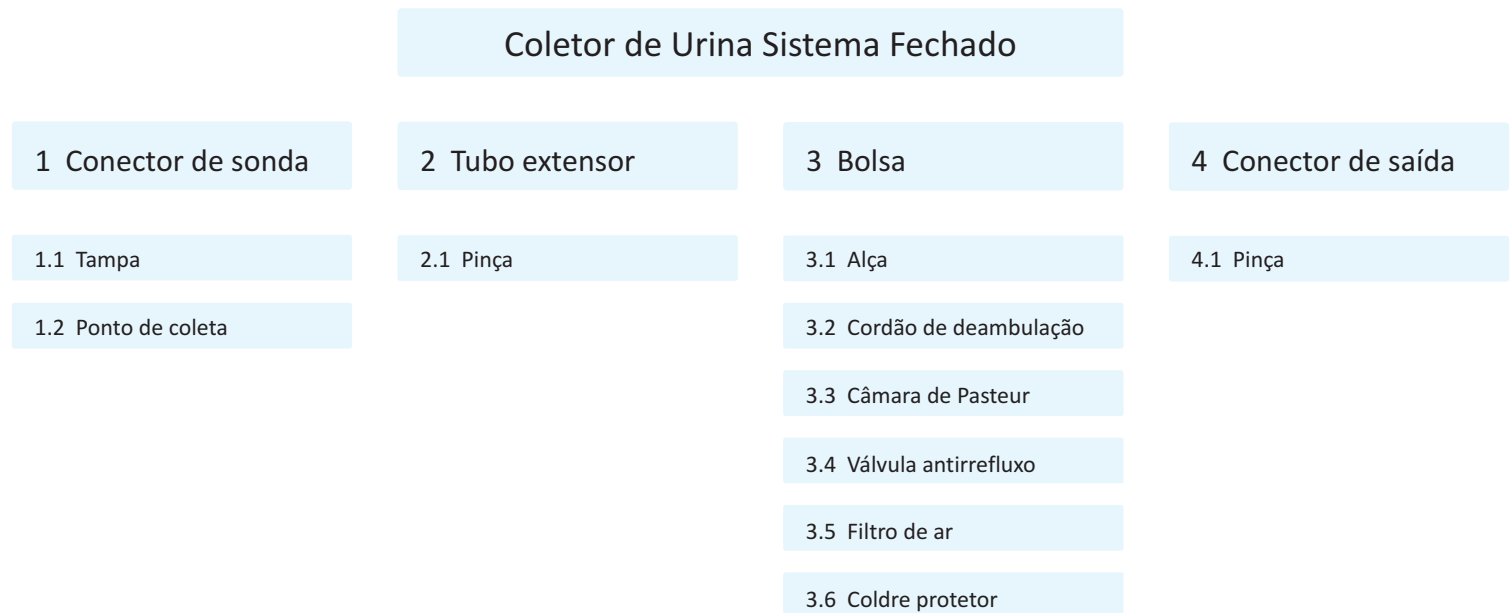 Coletor de Urina Sistema Fechado
1 Conector de sonda
1.1 Tampa
1.2 Ponto de coleta
2 Tubo extensor
2.1 Pinça
3 Bolsa
3.1 Alça
3.2 Cordão de deambulação
3.3 Câmara de Pasteur
3.4 Válvula antirrefluxo
3.5 Filtro de ar
3.6 Coldre protetor
4 Conector de saída
4.1 Pinça